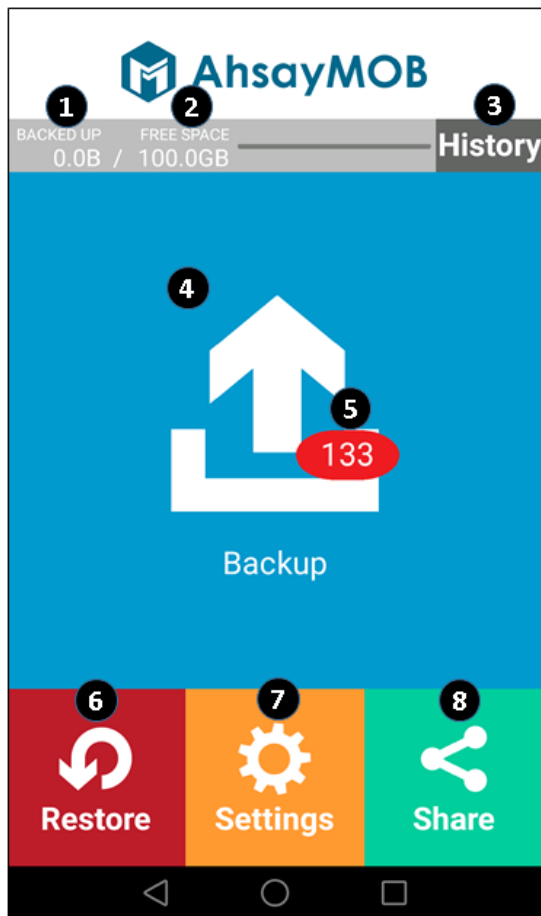 AhsayMOB
1 2 3
BACKED UP FREE SPACE
0.0B / 100.0GB History
4
5
133
Backup
6 7 8
Restore Settings Share